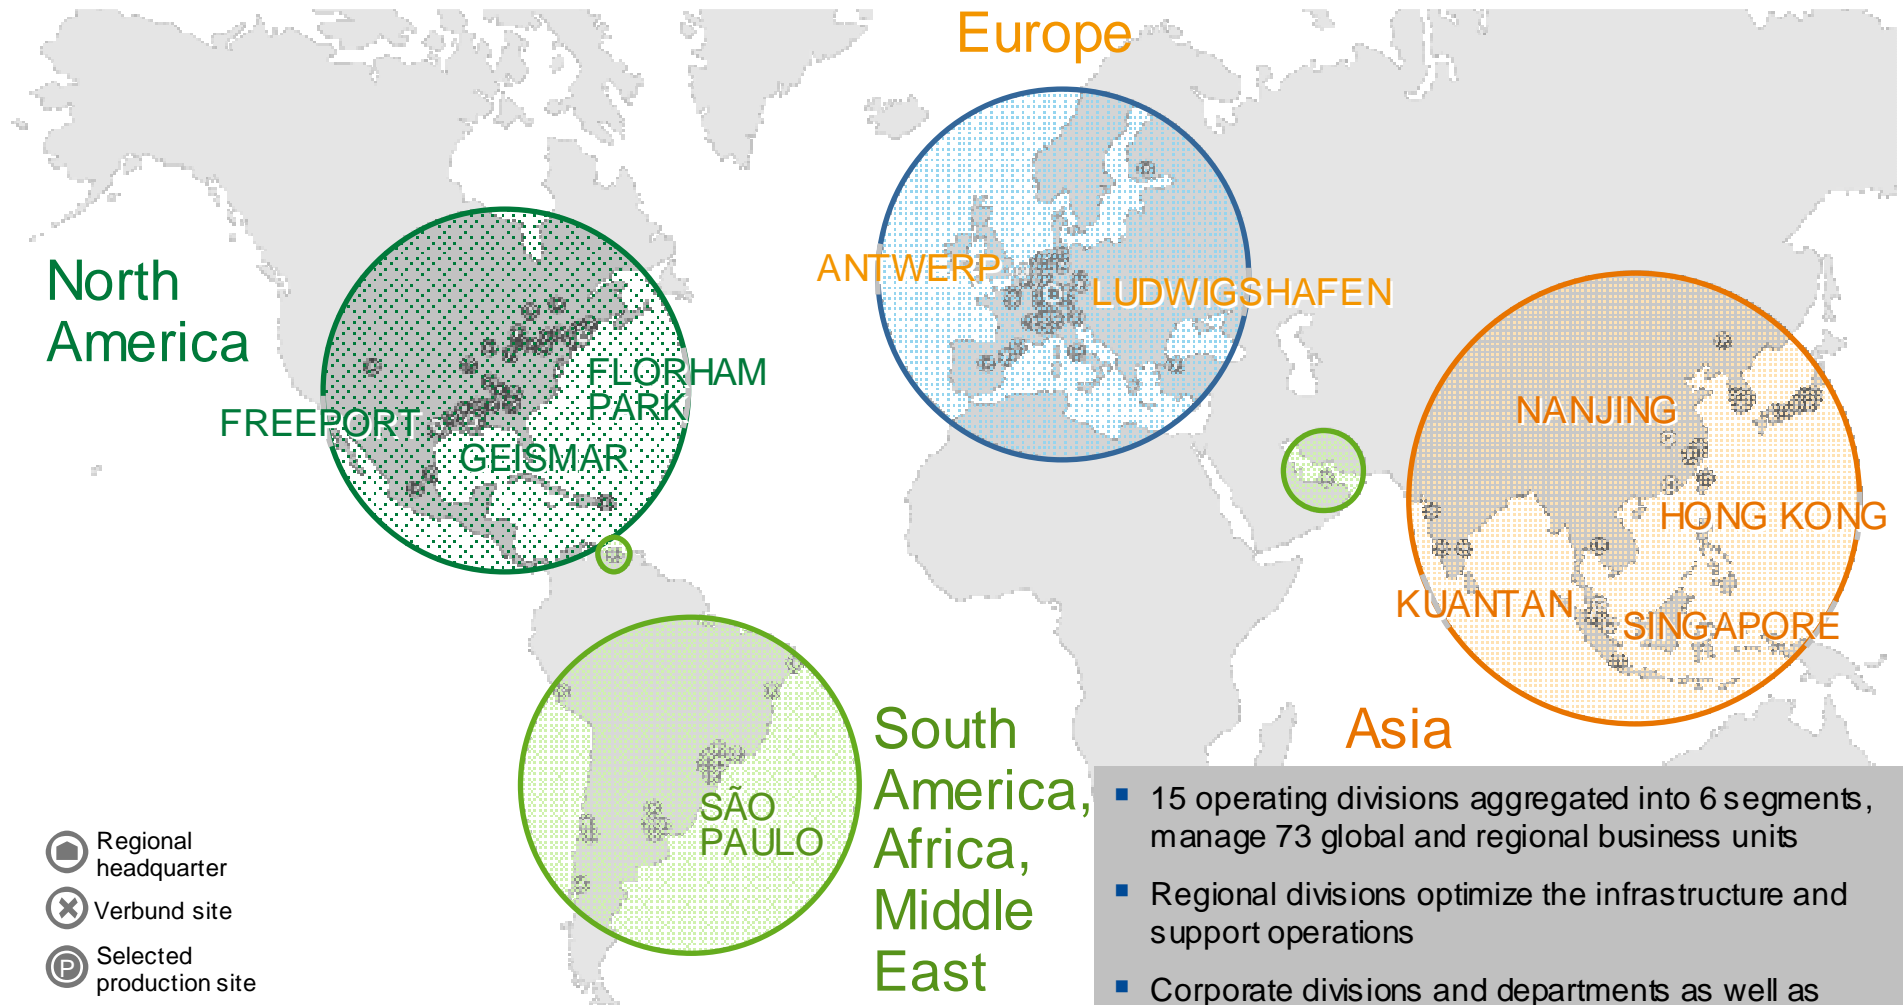 Europe
North
America
ANTWERP
LUDWIGSHAFEN
FLORHAM
PARK
FREEPORT
GEISMAR
NANJING
HONG KONG
KUANTAN
SINGAPORE
South
America,
Africa,
Middle
East
Asia
SÃO
PAULO
Regional
headquarter
Verbund site
P
Selected
production site
15 operating divisions aggregated into 6 segments,
manage 73 global and regional business units
Regional divisions optimize the infrastructure and
support operations
Corporate divisions and departments as well as